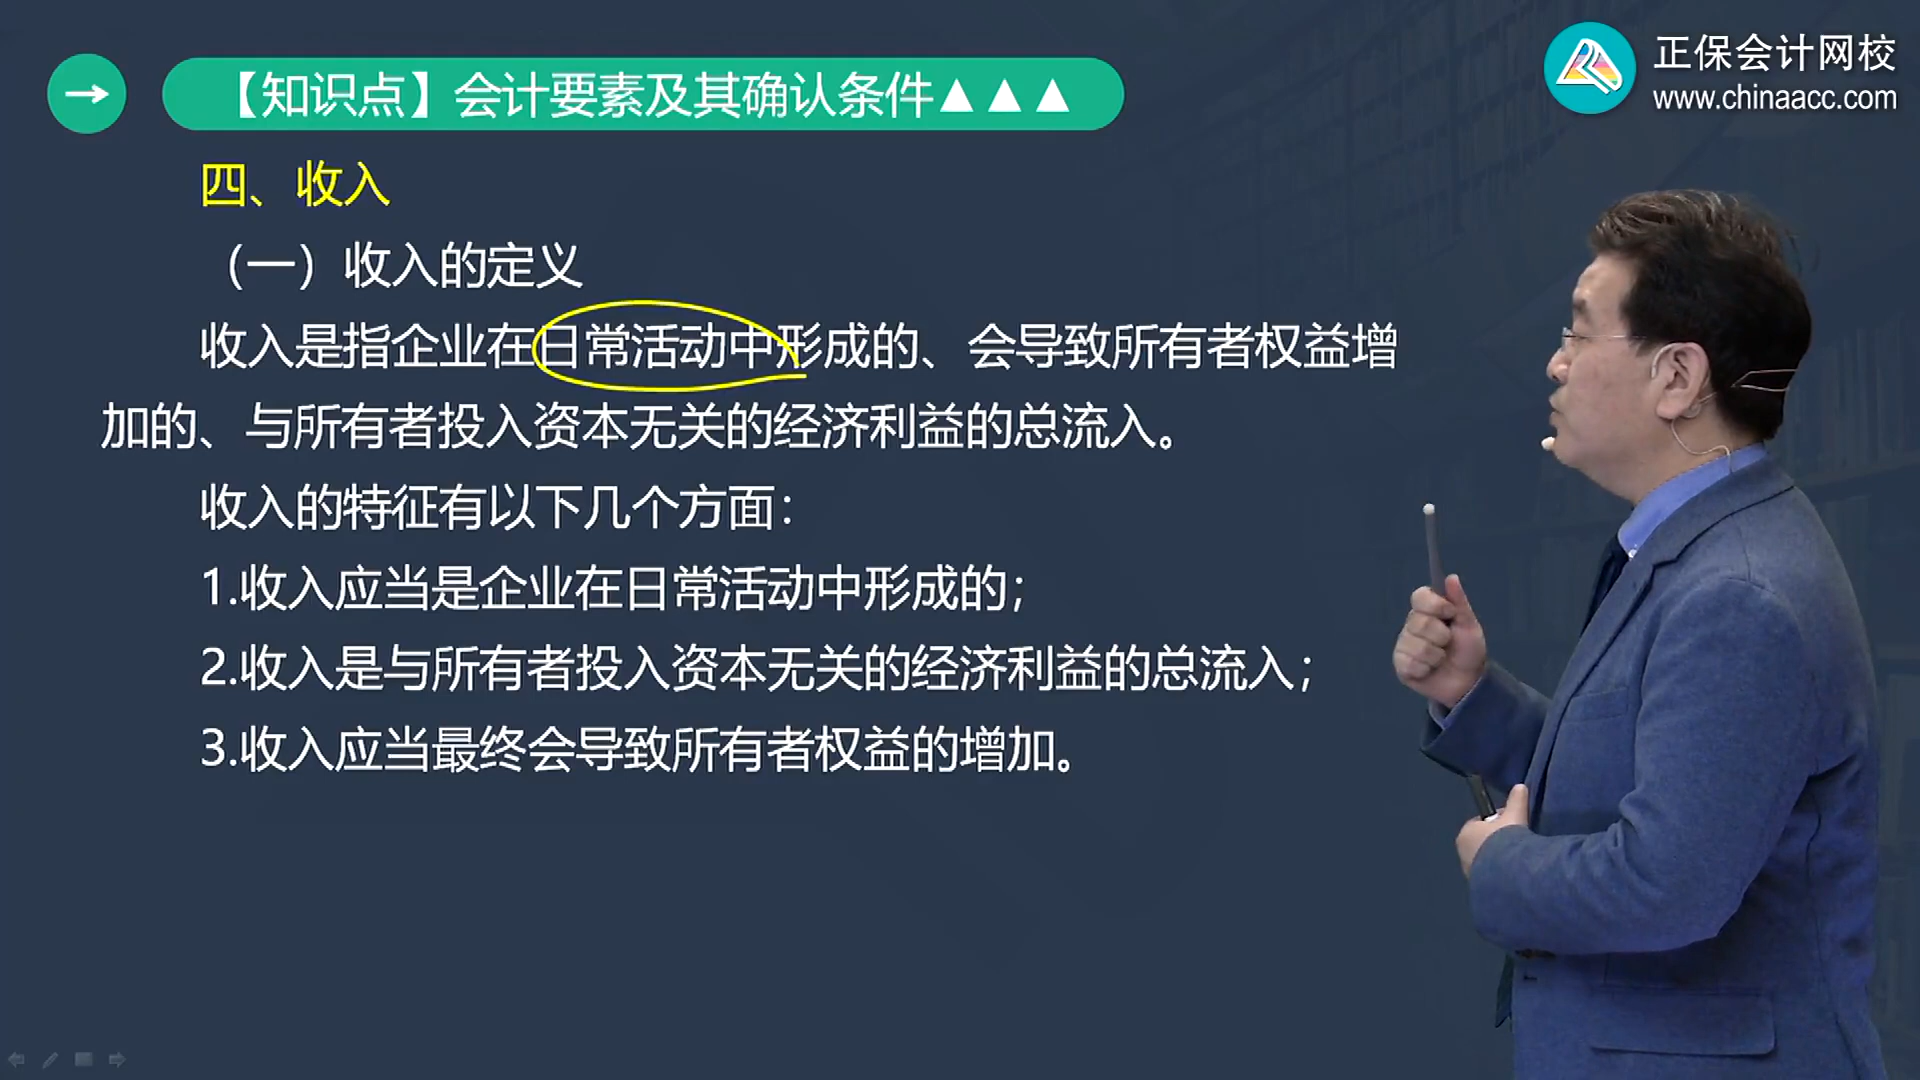 【知识点】会计要素及其确认条件▲▲▲
正保会计网校
www.chinaacc.com
四、收入
（一）收入的定义
收入是指企业在日常活动中形成的、会导致所有者权益增
加的、与所有者投入资本无关的经济利益的总流入。
收入的特征有以下几个方面：
1.收入应当是企业在日常活动中形成的；
2.收入是与所有者投入资本无关的经济利益的总流入；
3.收入应当最终会导致所有者权益的增加。